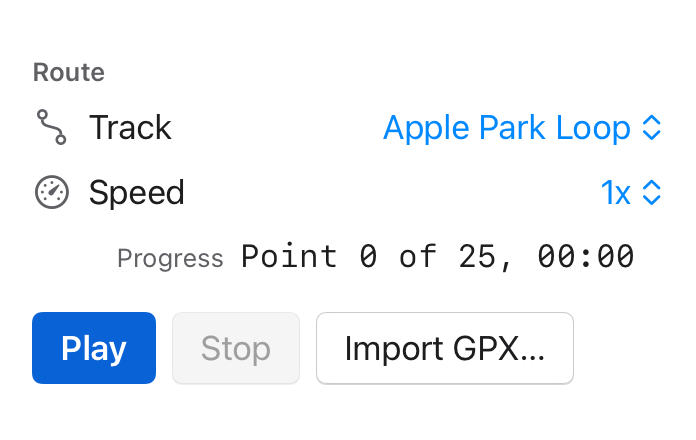 Route
Track Apple Park Loop
Speed 1x
Progress Point 0 of 25, 00:00
Play Stop Import GPX...